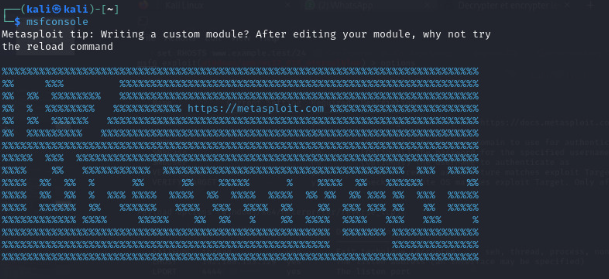 ┌──(kali㉿kali)-[~]
└─$ msfconsole
Metasploit tip: Writing a custom module? After editing your module, why not try
the reload command
https://metasploit.com